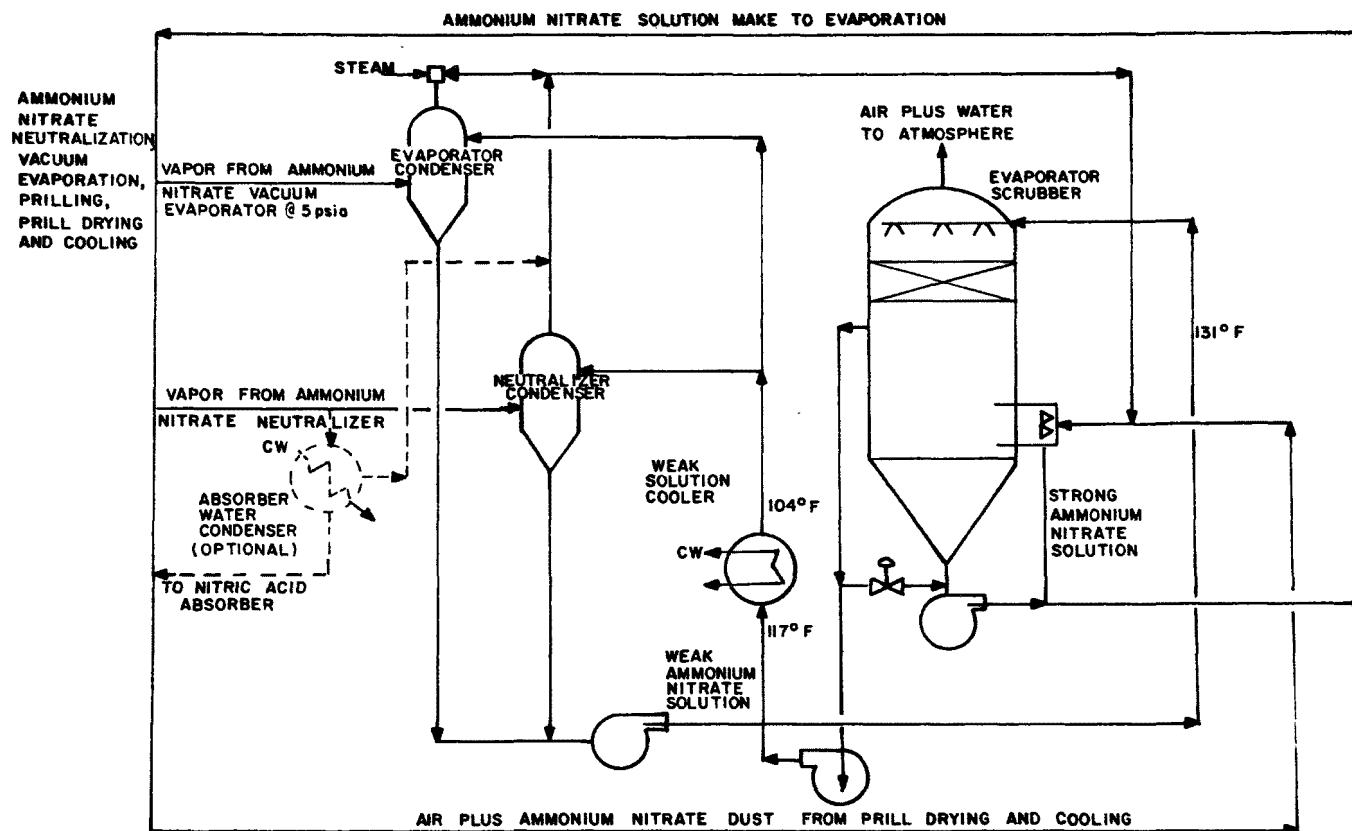 AMMONIUM NITRATE SOLUTION MAKE TO EVAPORATION
STEAM
AMMONIUM
NITRATE
NEUTRALIZATION
VACUUM
EVAPORATION,
PRILLING,
PRILL DRYING
AND COOLING
EVAPORATOR
CONDENSER
VAPOR FROM AMMONIUM
NITRATE VACUUM
EVAPORATOR @ 5 psia
AIR PLUS WATER
TO ATMOSPHERE
EVAPORATOR
SCRUBBER
131° F
NEUTRALIZER
CONDENSER
VAPOR FROM AMMONIUM
NITRATE NEUTRALIZER
CW
ABSORBER
WATER
CONDENSER
(OPTIONAL)
TO NITRIC ACID
ABSORBER
WEAK
SOLUTION
COOLER
104° F
CW
117° F
STRONG
AMMONIUM
NITRATE
SOLUTION
WEAK
AMMONIUM
NITRATE
SOLUTION
AIR PLUS AMMONIUM NITRATE DUST FROM PRILL DRYING AND COOLING